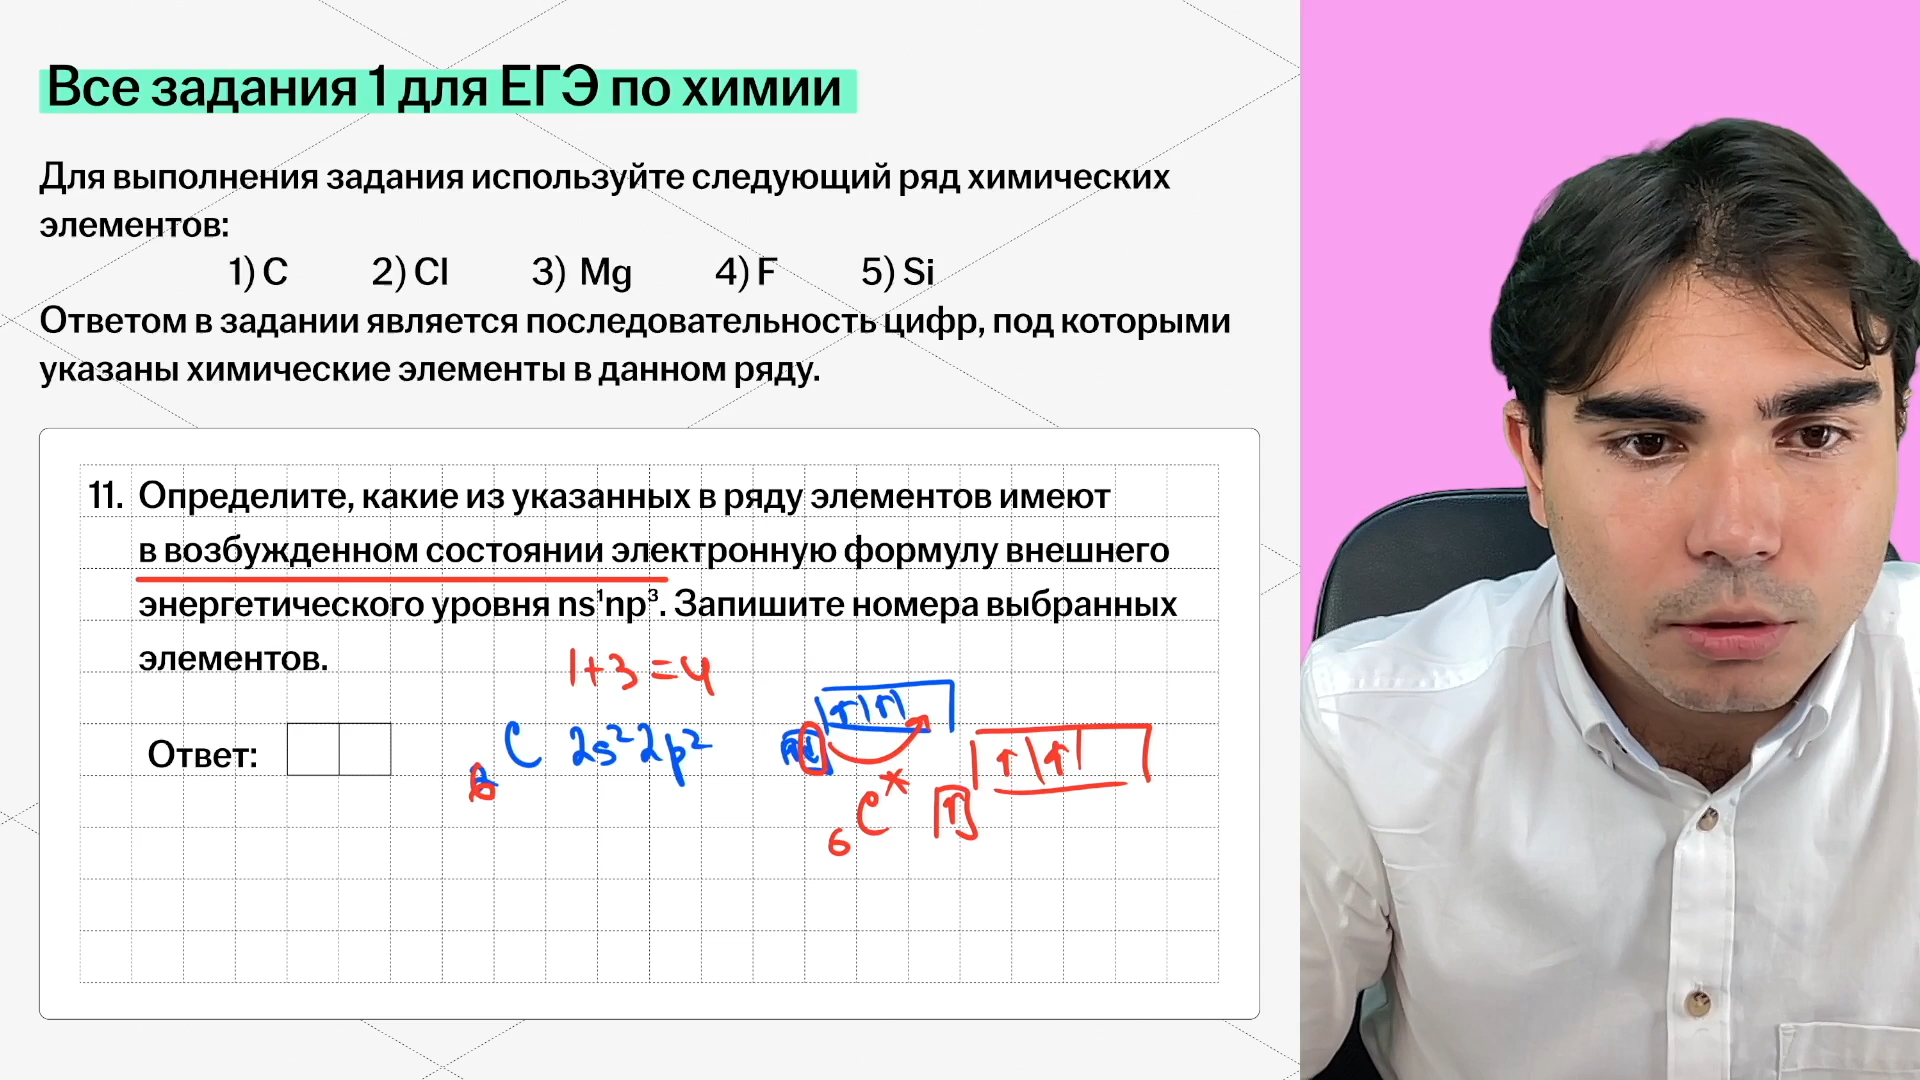 Все задания 1 для ЕГЭ по химии
Для выполнения задания используйте следующий ряд химических
элементов:
1) C 2) Cl 3) Mg 4) F 5) Si
Ответом в задании является последовательность цифр, под которыми
указаны химические элементы в данном ряду.
11. Определите, какие из указанных в ряду элементов имеют
в возбужденном состоянии электронную формулу внешнего
энергетического уровня ns¹np³. Запишите номера выбранных
элементов.
1+3=4
Ответ:
6 C 2s² 2p²
6 C*